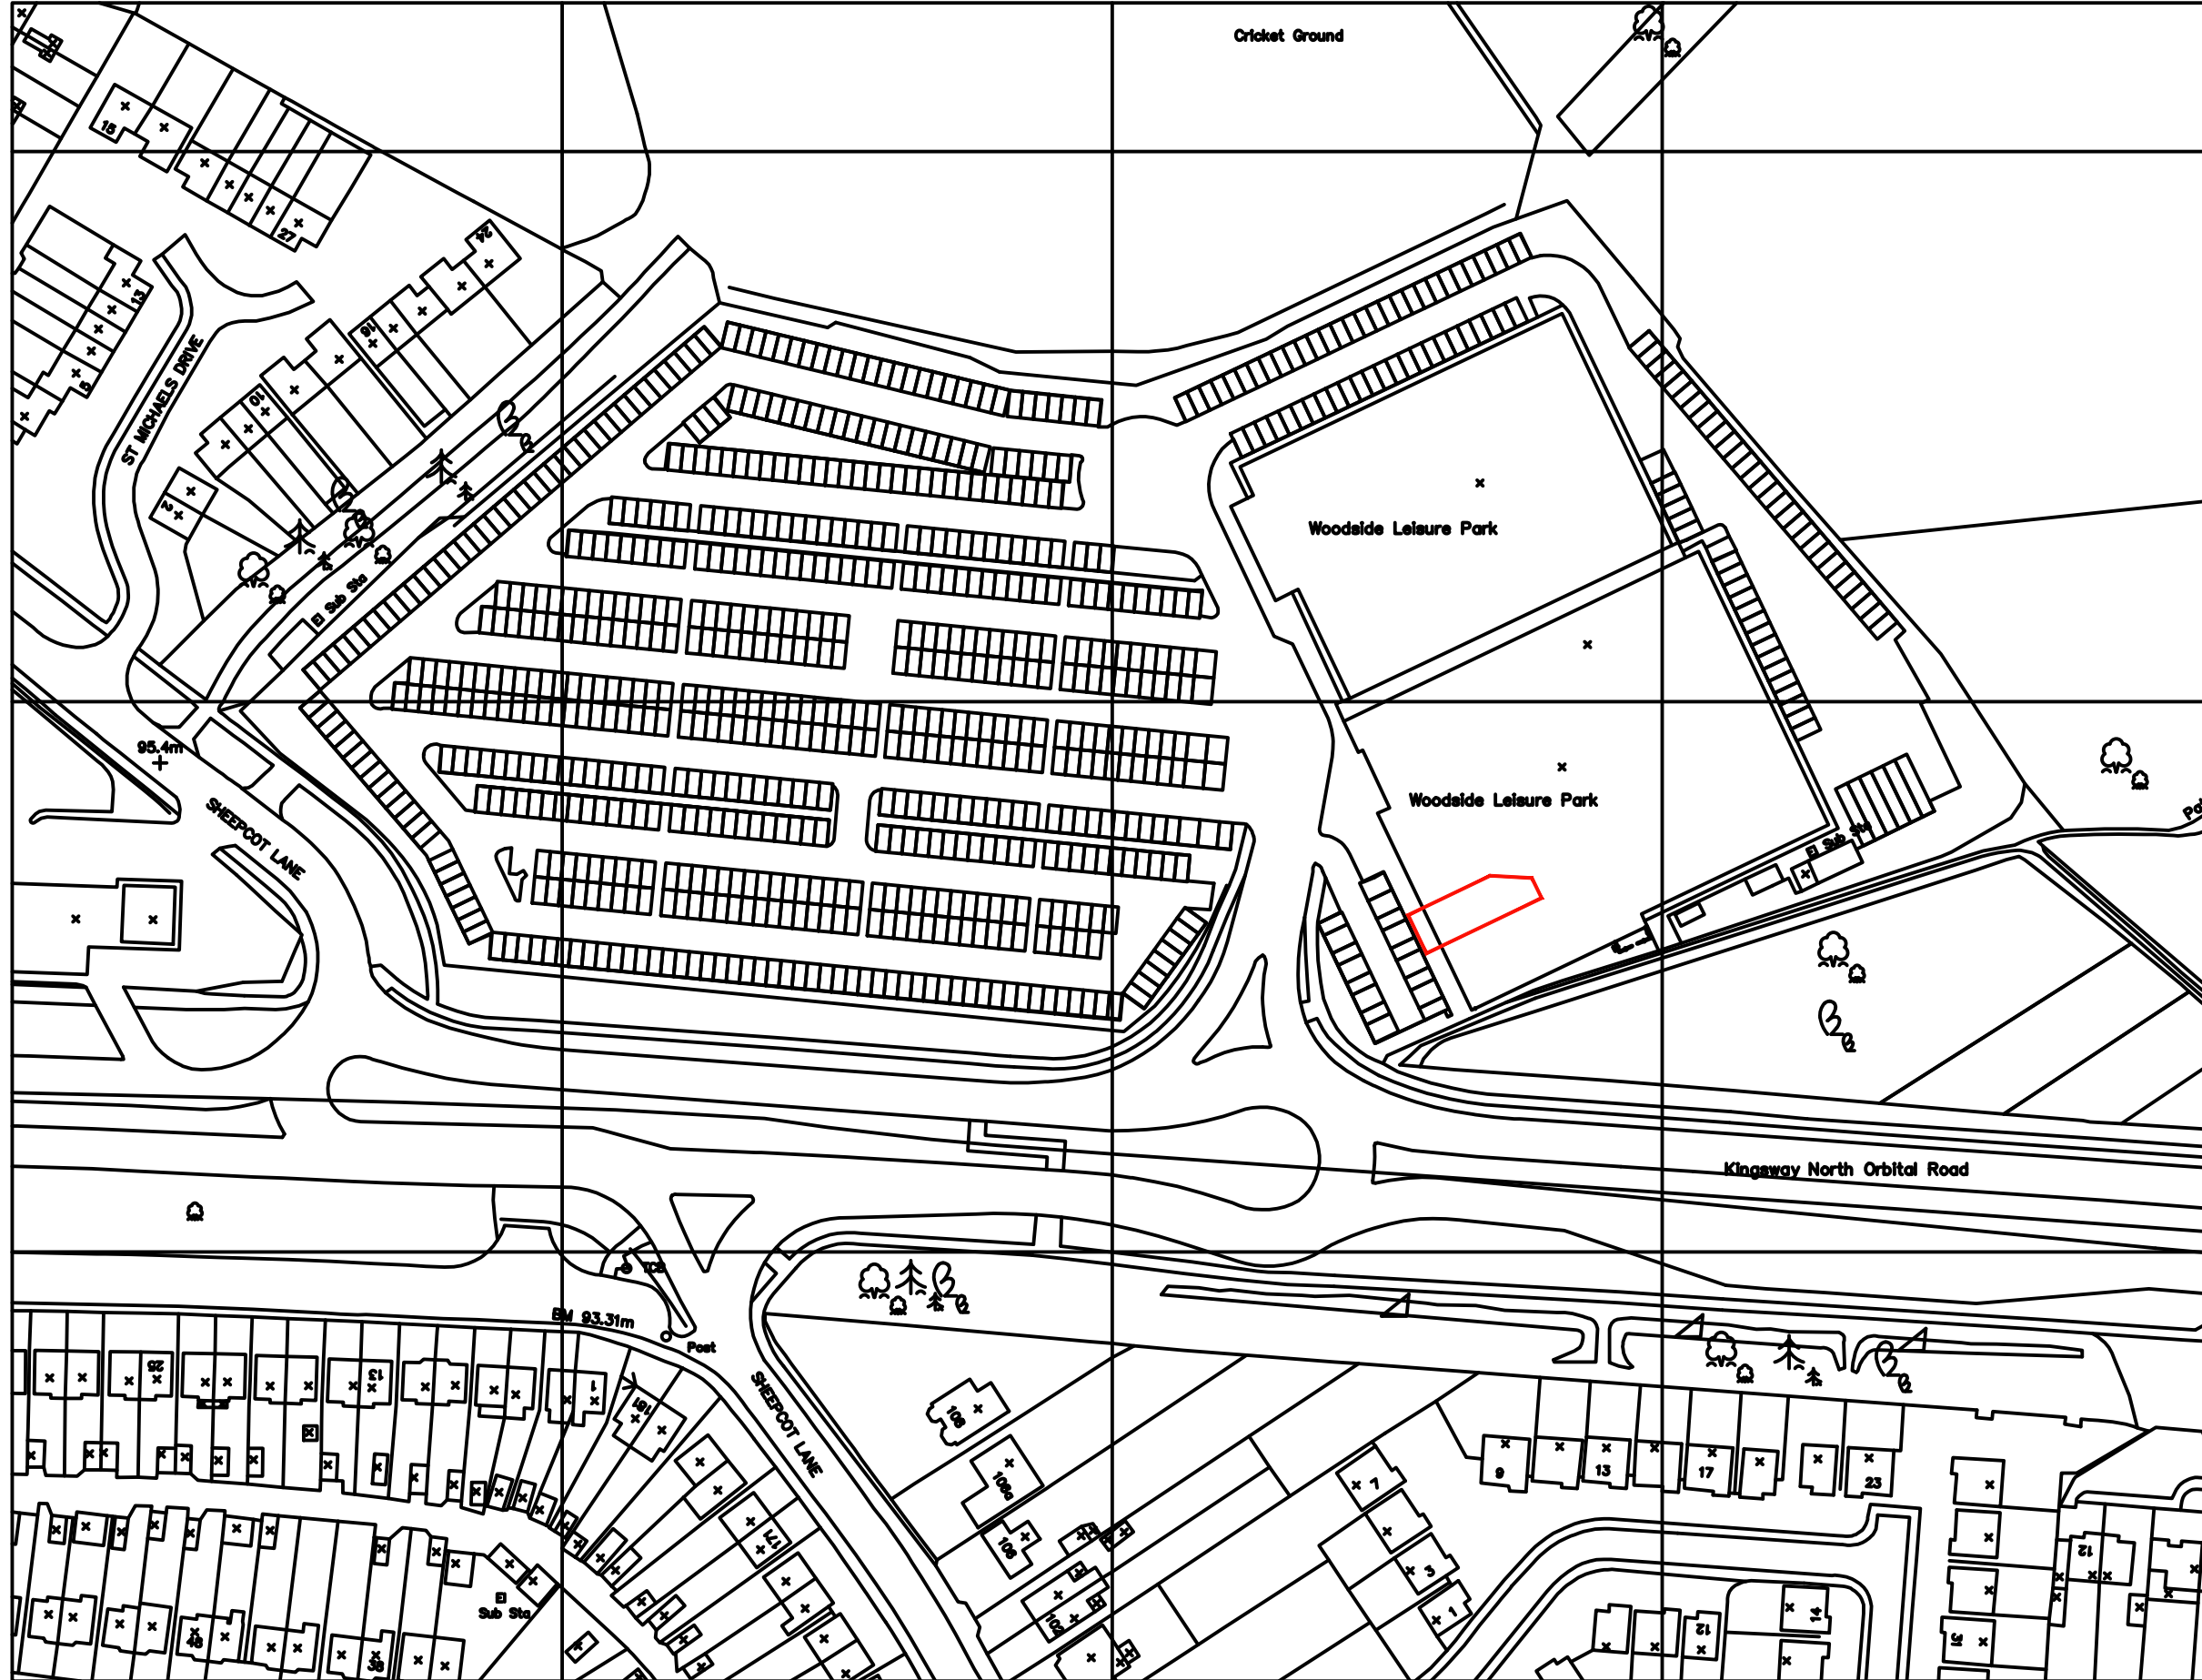 Cricket Ground
15
27
24
13
16
5
10
ST MICHAELS DRIVE
2
Woodside Leisure Park
El Sub Sta
95.4m
SHEEPCOT LANE
Woodside Leisure Park
El Sub Sta
Kingsway North Orbital Road
TCB
BM 93.31m
Post
25
13
1
181
SHEEPCOT LANE
108
108a
106
102
171
7
3
1
9
13
17
23
12
El
Sub Sta
48
38
12
14
31